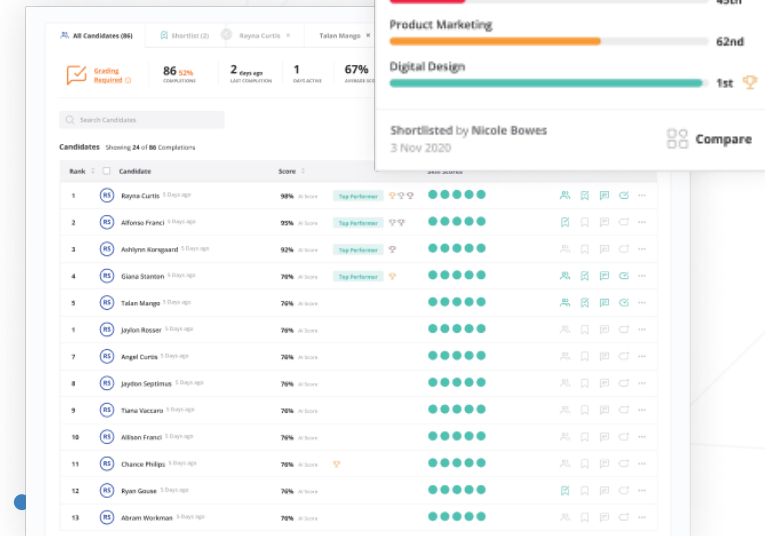 45th
Product Marketing
62nd
Digital Design
1st
Shortlisted by Nicole Bowes
3 Nov 2020
Compare
All Candidates (86) Shortlist (2) Rayna Curtis × Talan Mango ×
Grading Required
86 52% COMPLETIONS
2 days ago LAST COMPLETION
1 DAYS ACTIVE
67% AVERAGE
Search Candidates
Candidates Showing 24 of 86 Completions
Rank Candidate Score Skill Scores
1 RS Rayna Curtis 5 Days ago 98% AI Score Top Performer
2 RS Alfonso Franci 5 Days ago 95% AI Score Top Performer
3 RS Ashlynn Korsgaard 5 Days ago 92% AI Score Top Performer
4 RS Giana Stanton 5 Days ago 76% AI Score Top Performer
5 RS Talan Mango 5 Days ago 76% AI Score
1 RS Jaylon Rosser 5 Days ago 76% AI Score
7 RS Angel Curtis 5 Days ago 76% AI Score
8 RS Jaydon Septimus 5 Days ago 76% AI Score
9 RS Tiana Vaccaro 5 Days ago 76% AI Score
10 RS Allison Franci 5 Days ago 76% AI Score
11 RS Chance Philips 5 Days ago 76% AI Score
12 RS Ryan Gouse 5 Days ago 76% AI Score
13 RS Abram Workman 5 Days ago 76% AI Score